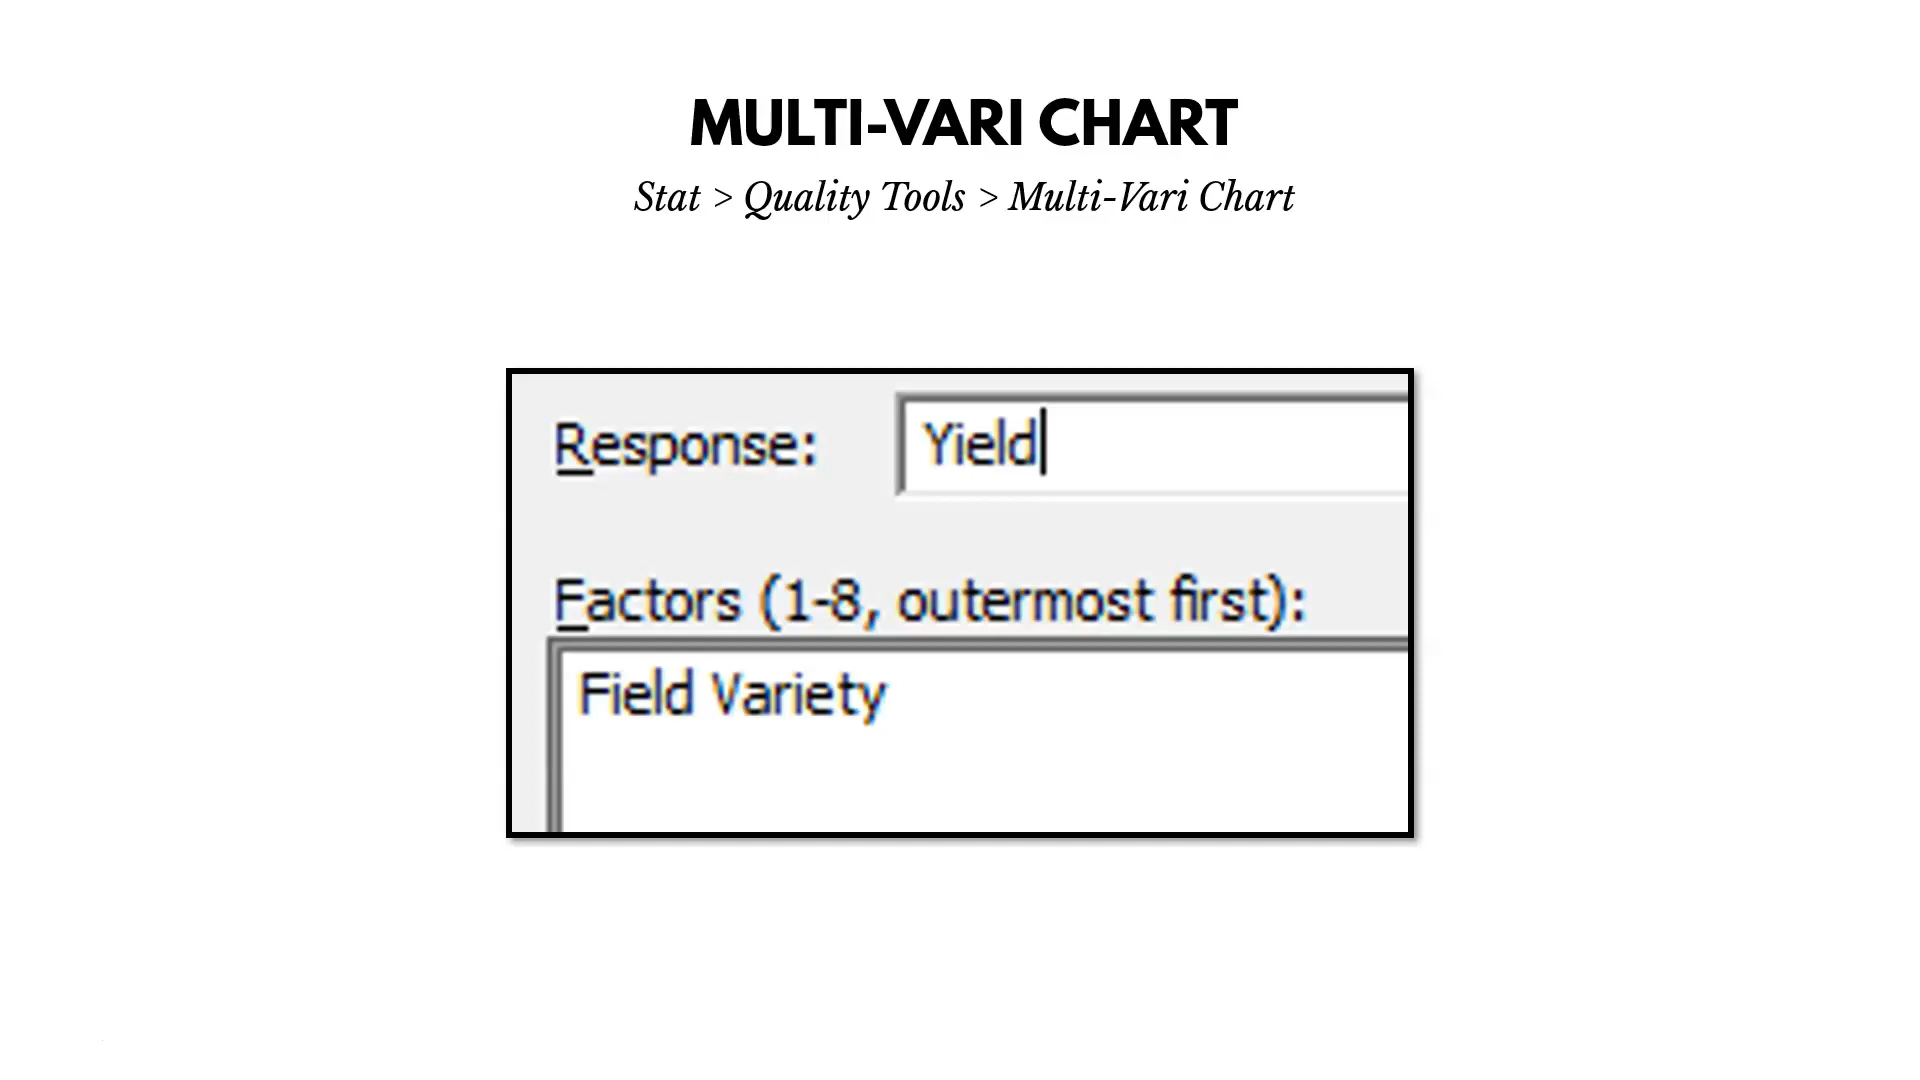 MULTI-VARI CHART
Stat > Quality Tools > Multi-Vari Chart
Response: Yield
Factors (1-8, outermost first):
Field Variety